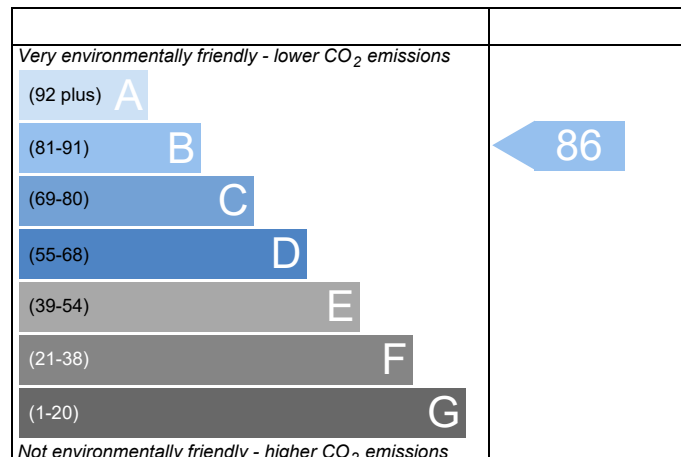 Very environmentally friendly - lower CO₂ emissions
(92 plus) A
(81-91) B
86
(69-80) C
(55-68) D
(39-54) E
(21-38) F
(1-20) G
Not environmentally friendly - higher CO₂ emissions